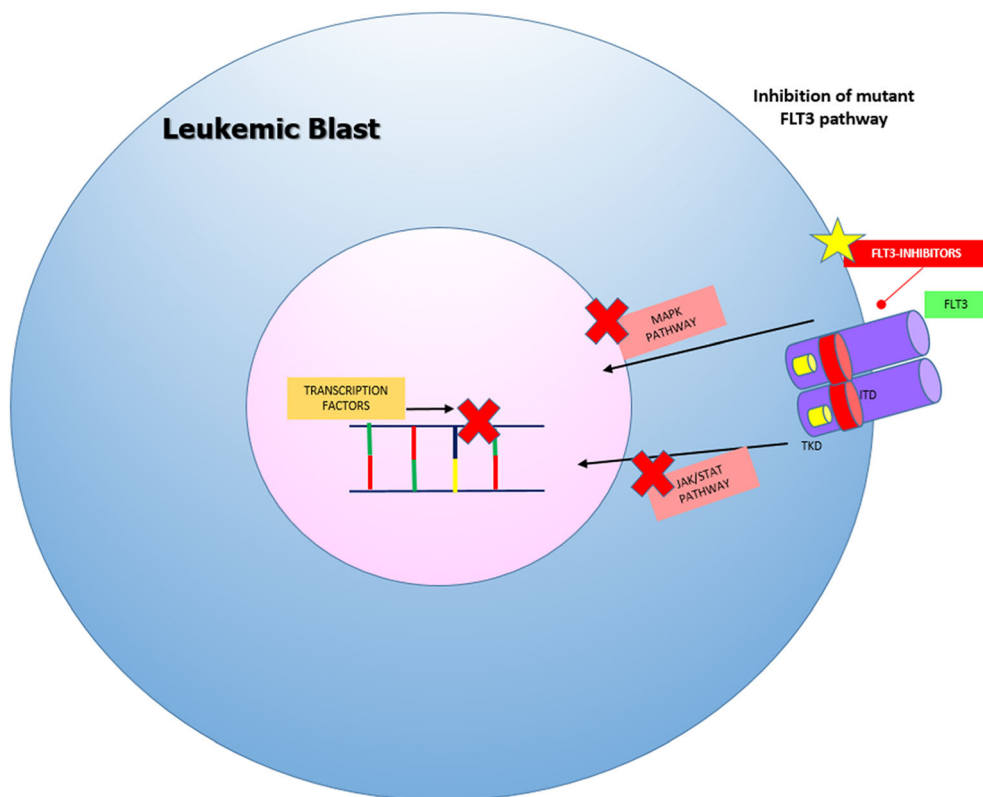 Leukemic Blast
Inhibition of mutant
FLT3 pathway
FLT3-INHIBITORS
FLT3
MAPK
PATHWAY
ITD
TRANSCRIPTION
FACTORS
TKD
JAK/STAT
PATHWAY